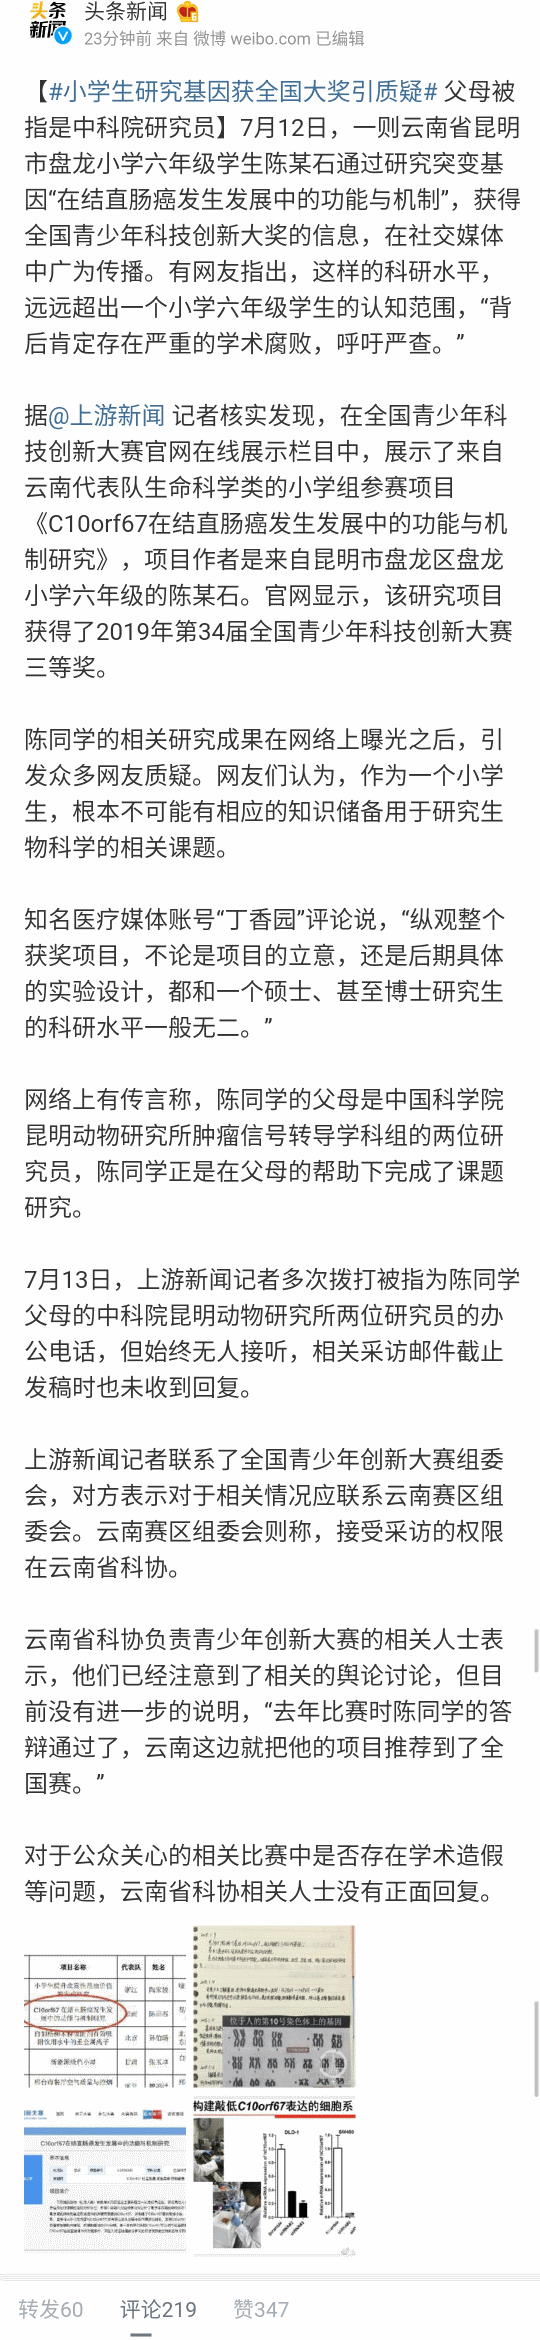 头条新闻
23分钟前 来自 微博 weibo.com 已编辑
【#小学生研究基因获全国大奖引质疑# 父母被
指是中科院研究员】7月12日，一则云南省昆明
市盘龙小学六年级学生陈某石通过研究突变基
因“在结直肠癌发生发展中的功能与机制”，获得
全国青少年科技创新大奖的信息，在社交媒体
中广为传播。有网友指出，这样的科研水平，
远远超出一个小学六年级学生的认知范围，“背
后肯定存在严重的学术腐败，呼吁严查。”
据@上游新闻 记者核实发现，在全国青少年科
技创新大赛官网在线展示栏目中，展示了来自
云南代表队生命科学类的小学组参赛项目
《C10orf67在结直肠癌发生发展中的功能与机
制研究》，项目作者是来自昆明市盘龙区盘龙
小学六年级的陈某石。官网显示，该研究项目
获得了2019年第34届全国青少年科技创新大赛
三等奖。
陈同学的相关研究成果在网络上曝光之后，引
发众多网友质疑。网友们认为，作为一个小学
生，根本不可能有相应的知识储备用于研究生
物科学的相关课题。
知名医疗媒体账号“丁香园”评论说，“纵观整个
获奖项目，不论是项目的立意，还是后期具体
的实验设计，都和一个硕士、甚至博士研究生
的科研水平一般无二。”
网络上有传言称，陈同学的父母是中国科学院
昆明动物研究所肿瘤信号转导学科组的两位研
究员，陈同学正是在父母的帮助下完成了课题
研究。
7月13日，上游新闻记者多次拨打被指为陈同学
父母的中科院昆明动物研究所两位研究员的办
公电话，但始终无人接听，相关采访邮件截止
发稿时也未收到回复。
上游新闻记者联系了全国青少年创新大赛组委
会，对方表示对于相关情况应联系云南赛区组
委会。云南赛区组委会则称，接受采访的权限
在云南省科协。
云南省科协负责青少年创新大赛的相关人士表
示，他们已经注意到了相关的舆论讨论，但目
前没有进一步的说明，“去年比赛时陈同学的答
辩通过了，云南这边就把他的项目推荐到了全
国赛。”
对于公众关心的相关比赛中是否存在学术造假
等问题，云南省科协相关人士没有正面回复。
项目名称 代表队 姓名
位于人的第10号染色体上的基因
C10orf67在结直肠癌发生发展中的功能与机制研究
构建敲低C10orf67表达的细胞系
DLD-1
SW480
转发60 评论219 赞347